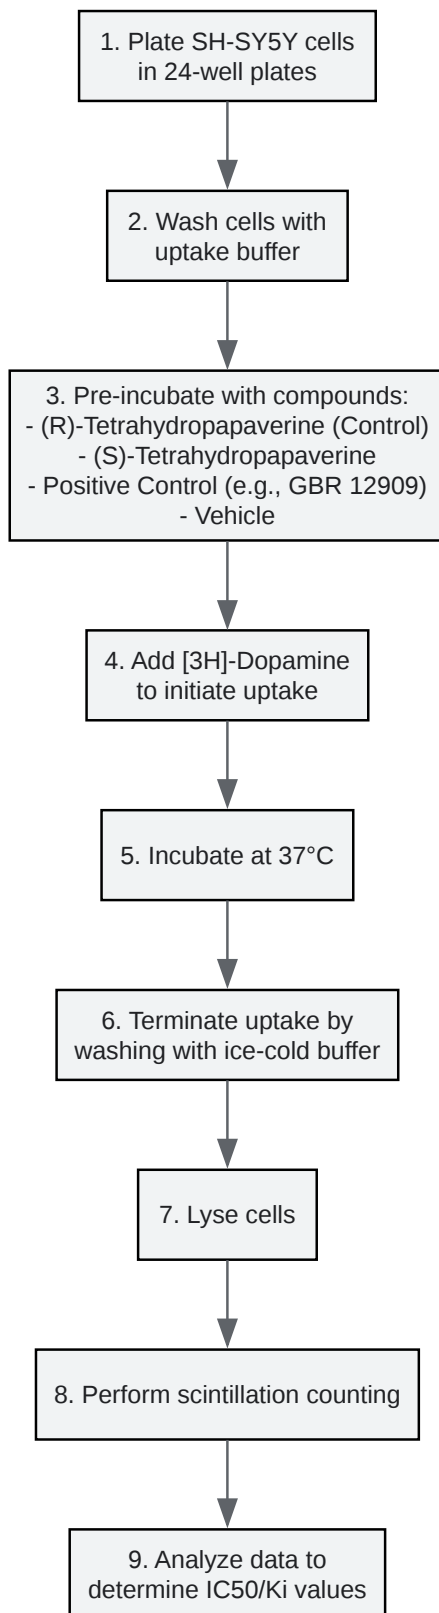 1. Plate SH-SY5Y cells
in 24-well plates
2. Wash cells with
uptake buffer
3. Pre-incubate with compounds:
- (R)-Tetrahydropapaverine (Control)
- (S)-Tetrahydropapaverine
- Positive Control (e.g., GBR 12909)
- Vehicle
4. Add [3H]-Dopamine
to initiate uptake
5. Incubate at 37°C
6. Terminate uptake by
washing with ice-cold buffer
7. Lyse cells
8. Perform scintillation counting
9. Analyze data to
determine IC50/Ki values